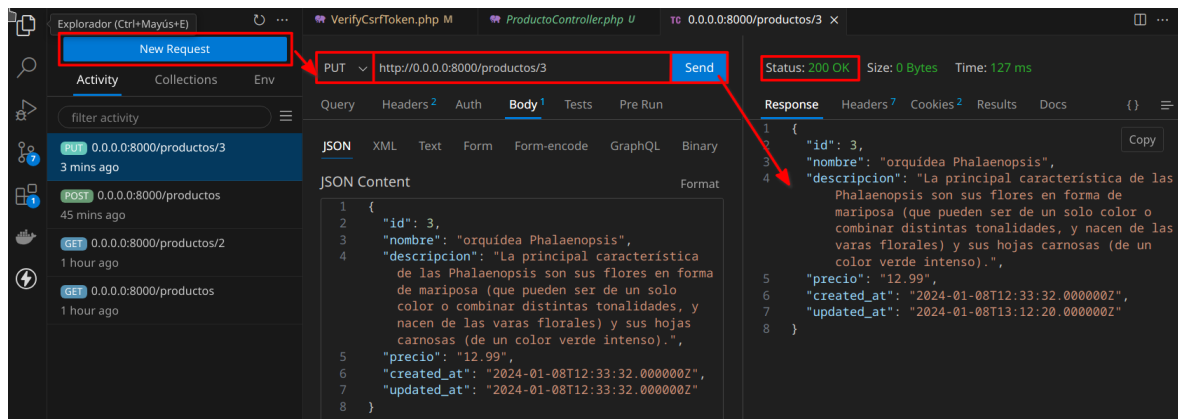 Explorador (Ctrl+Mayús+E)
New Request
Activity Collections Env
filter activity
PUT 0.0.0.0:8000/productos/3
3 mins ago
POST 0.0.0.0:8000/productos
45 mins ago
GET 0.0.0.0:8000/productos/2
1 hour ago
GET 0.0.0.0:8000/productos
1 hour ago
7
1
VerifyCsrfToken.php M ProductoController.php U TC 0.0.0.0:8000/productos/3
PUT http://0.0.0.0:8000/productos/3 Send
Query Headers 2 Auth Body 1 Tests Pre Run
JSON XML Text Form Form-encode GraphQL Binary
JSON Content Format
1 {
2 "id": 3,
3 "nombre": "orquídea Phalaenopsis",
4 "descripcion": "La principal característica
de las Phalaenopsis son sus flores en forma
de mariposa (que pueden ser de un solo
color o combinar distintas tonalidades, y
nacen de las varas florales) y sus hojas
carnosas (de un color verde intenso).",
5 "precio": "12.99",
6 "created_at": "2024-01-08T12:33:32.000000Z",
7 "updated_at": "2024-01-08T12:33:32.000000Z"
8 }
Status: 200 OK Size: 0 Bytes Time: 127 ms
Response Headers 7 Cookies 2 Results Docs {}
Copy
1 {
2 "id": 3,
3 "nombre": "orquídea Phalaenopsis",
4 "descripcion": "La principal característica de las
Phalaenopsis son sus flores en forma de
mariposa (que pueden ser de un solo color o
combinar distintas tonalidades, y nacen de las
varas florales) y sus hojas carnosas (de un
color verde intenso).",
5 "precio": "12.99",
6 "created_at": "2024-01-08T12:33:32.000000Z",
7 "updated_at": "2024-01-08T13:12:20.000000Z"
8 }